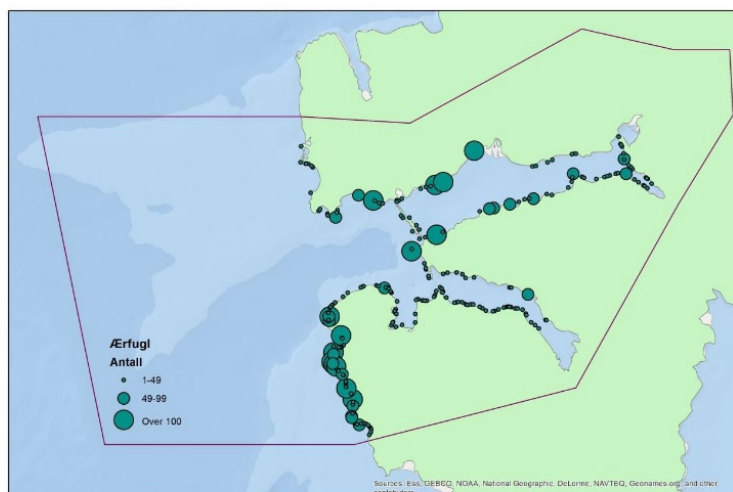 Ærfugl
Antall
1-49
49-99
Over 100
Sources: Esri, GEBCO, NOAA, National Geographic, DeLorme, NAVTEQ, Geonames.org, and other
contributors